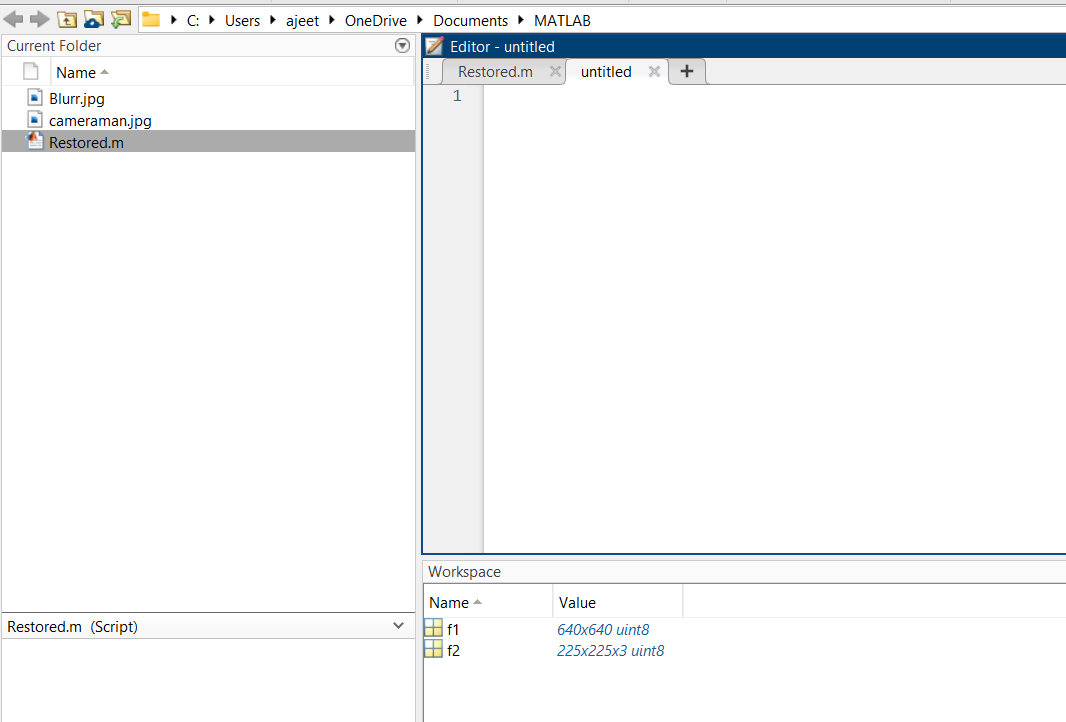 C: Users ajeet OneDrive Documents MATLAB
Current Folder
Name
Blurr.jpg
cameraman.jpg
Restored.m
Restored.m (Script)
Editor - untitled
Restored.m untitled
1
Workspace
Name Value
f1 640x640 uint8
f2 225x225x3 uint8